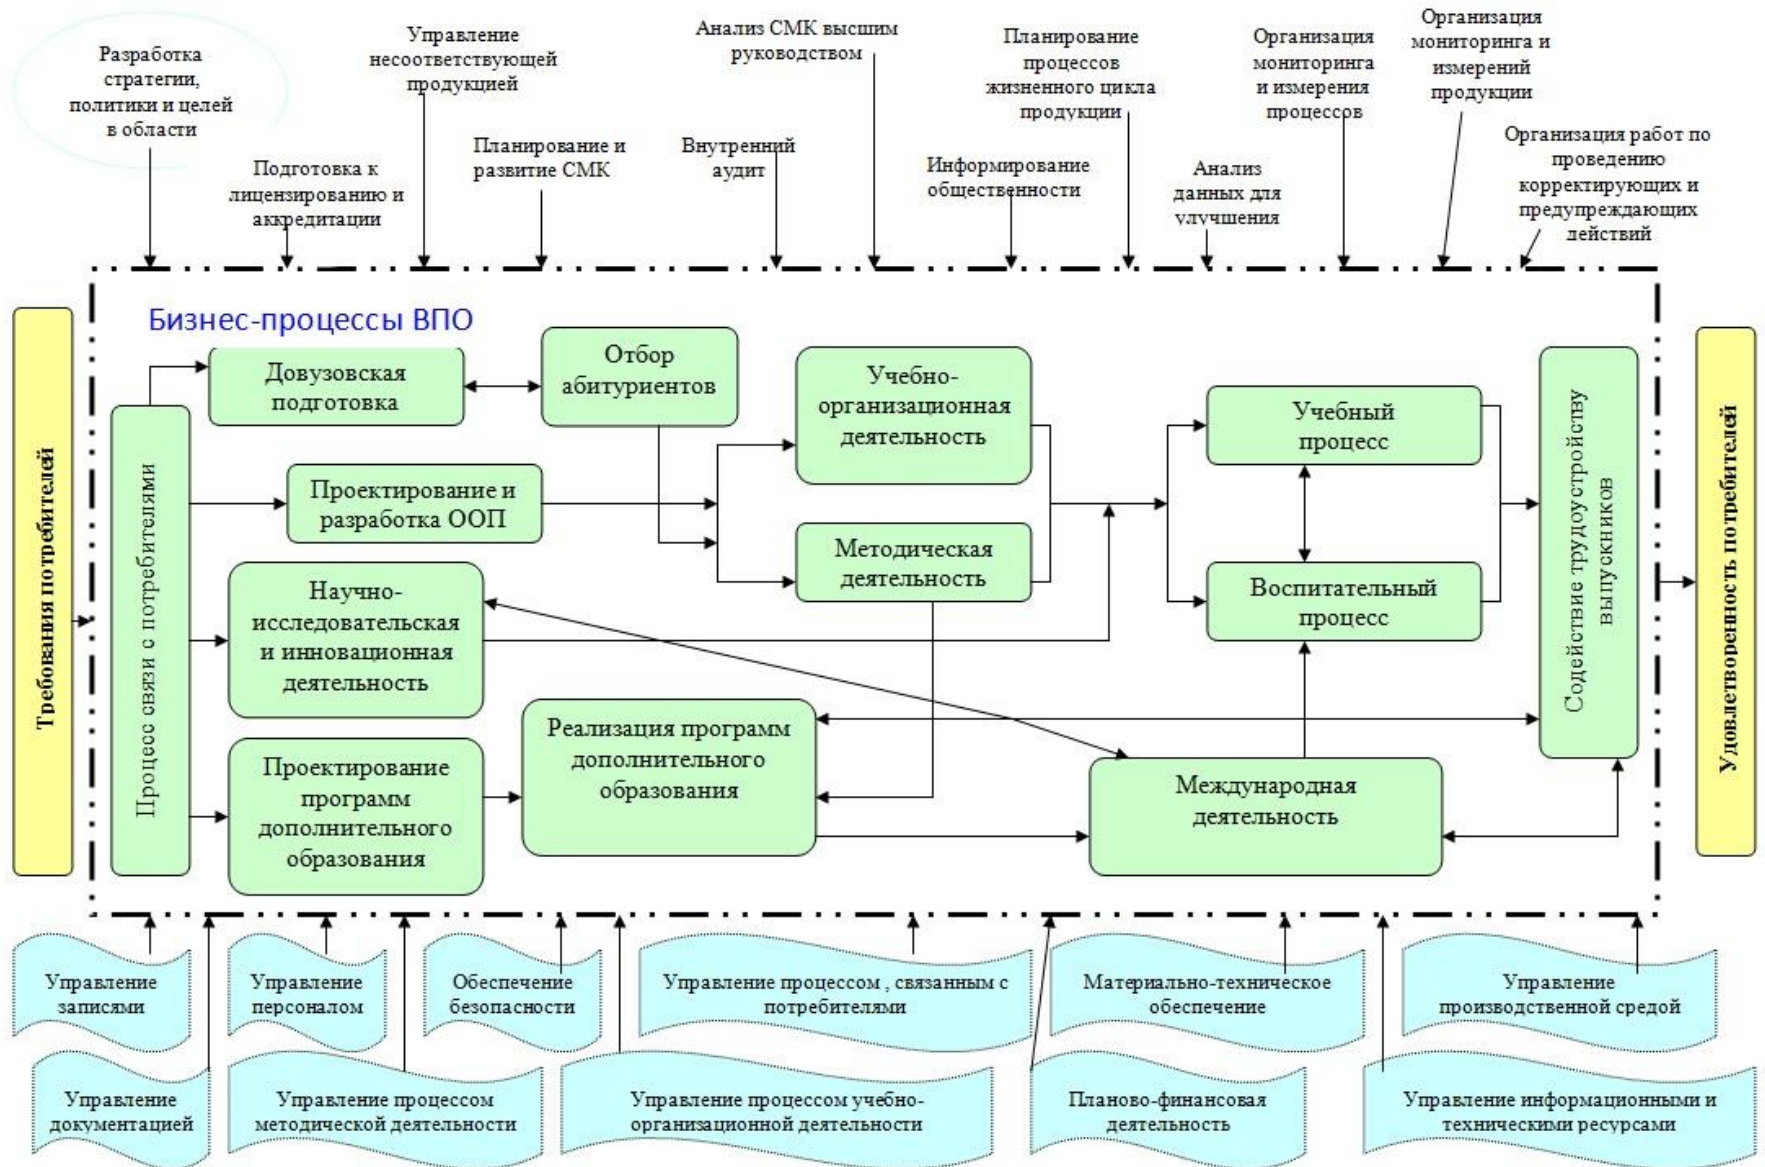 Разработка
стратегии,
политики и целей
в области
Управление
несоответствующей
продукцией
Анализ СМК высшим
руководством
Планирование
процессов
жизненного цикла
продукции
Организация
мониторинга
и измерения
процессов
Организация
мониторинга и
измерений
продукции
Подготовка к
лицензированию и
аккредитации
Планирование и
развитие СМК
Внутренний
аудит
Информирование
общественности
Анализ
данных для
улучшения
Организация работ по
проведению
корректирующих и
предупреждающих
действий
Требования потребителей
Бизнес-процессы ВПО
Процесс связи с потребителями
Довузовская
подготовка
Отбор
абитуриентов
Учебно-
организационная
деятельность
Учебный
процесс
Проектирование и
разработка ООП
Методическая
деятельность
Воспитательный
процесс
Научно-
исследовательская
и инновационная
деятельность
Реализация программ
дополнительного
образования
Проектирование
программ
дополнительного
образования
Международная
деятельность
Содействие трудоустройству
выпускников
Удовлетворенность потребителей
Управление
записями
Управление
персоналом
Обеспечение
безопасности
Управление процессом , связанным с
потребителями
Материально-техническое
обеспечение
Управление
производственной средой
Управление
документацией
Управление процессом
методической деятельности
Управление процессом учебно-
организационной деятельности
Планово-финансовая
деятельность
Управление информационными и
техническими ресурсами